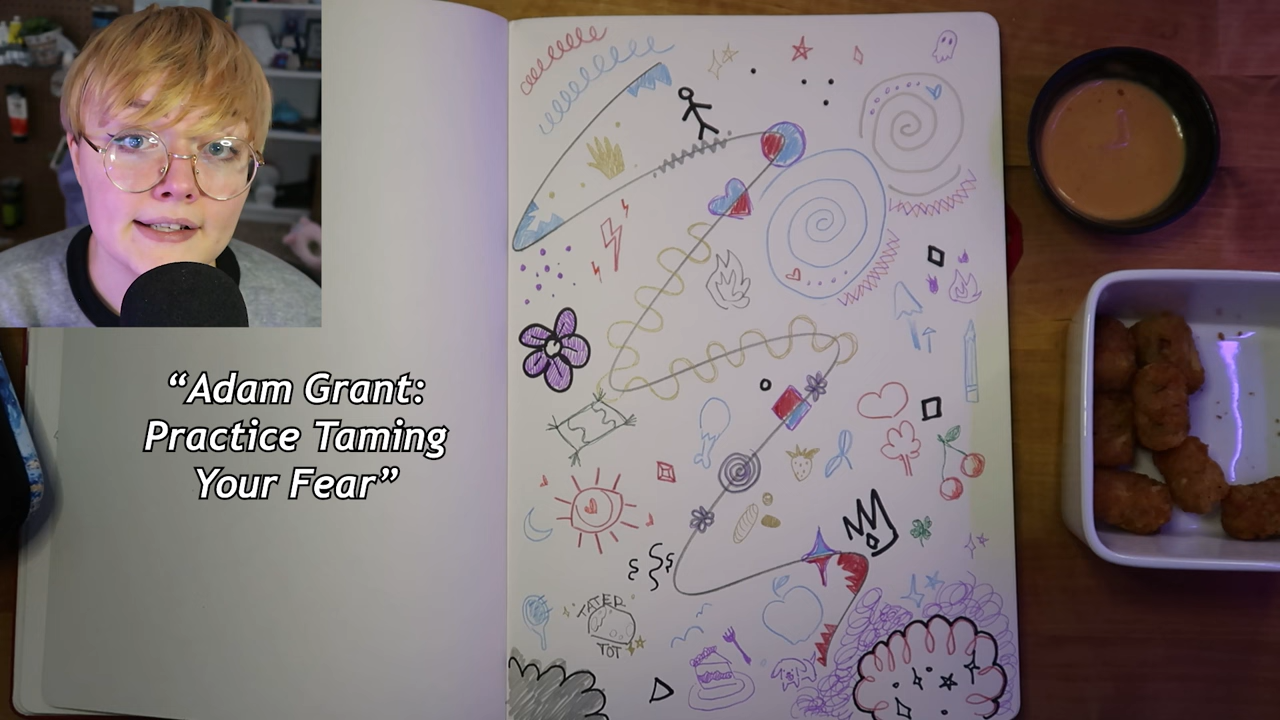 “Adam Grant:
Practice Taming
Your Fear”
TATER
TOT